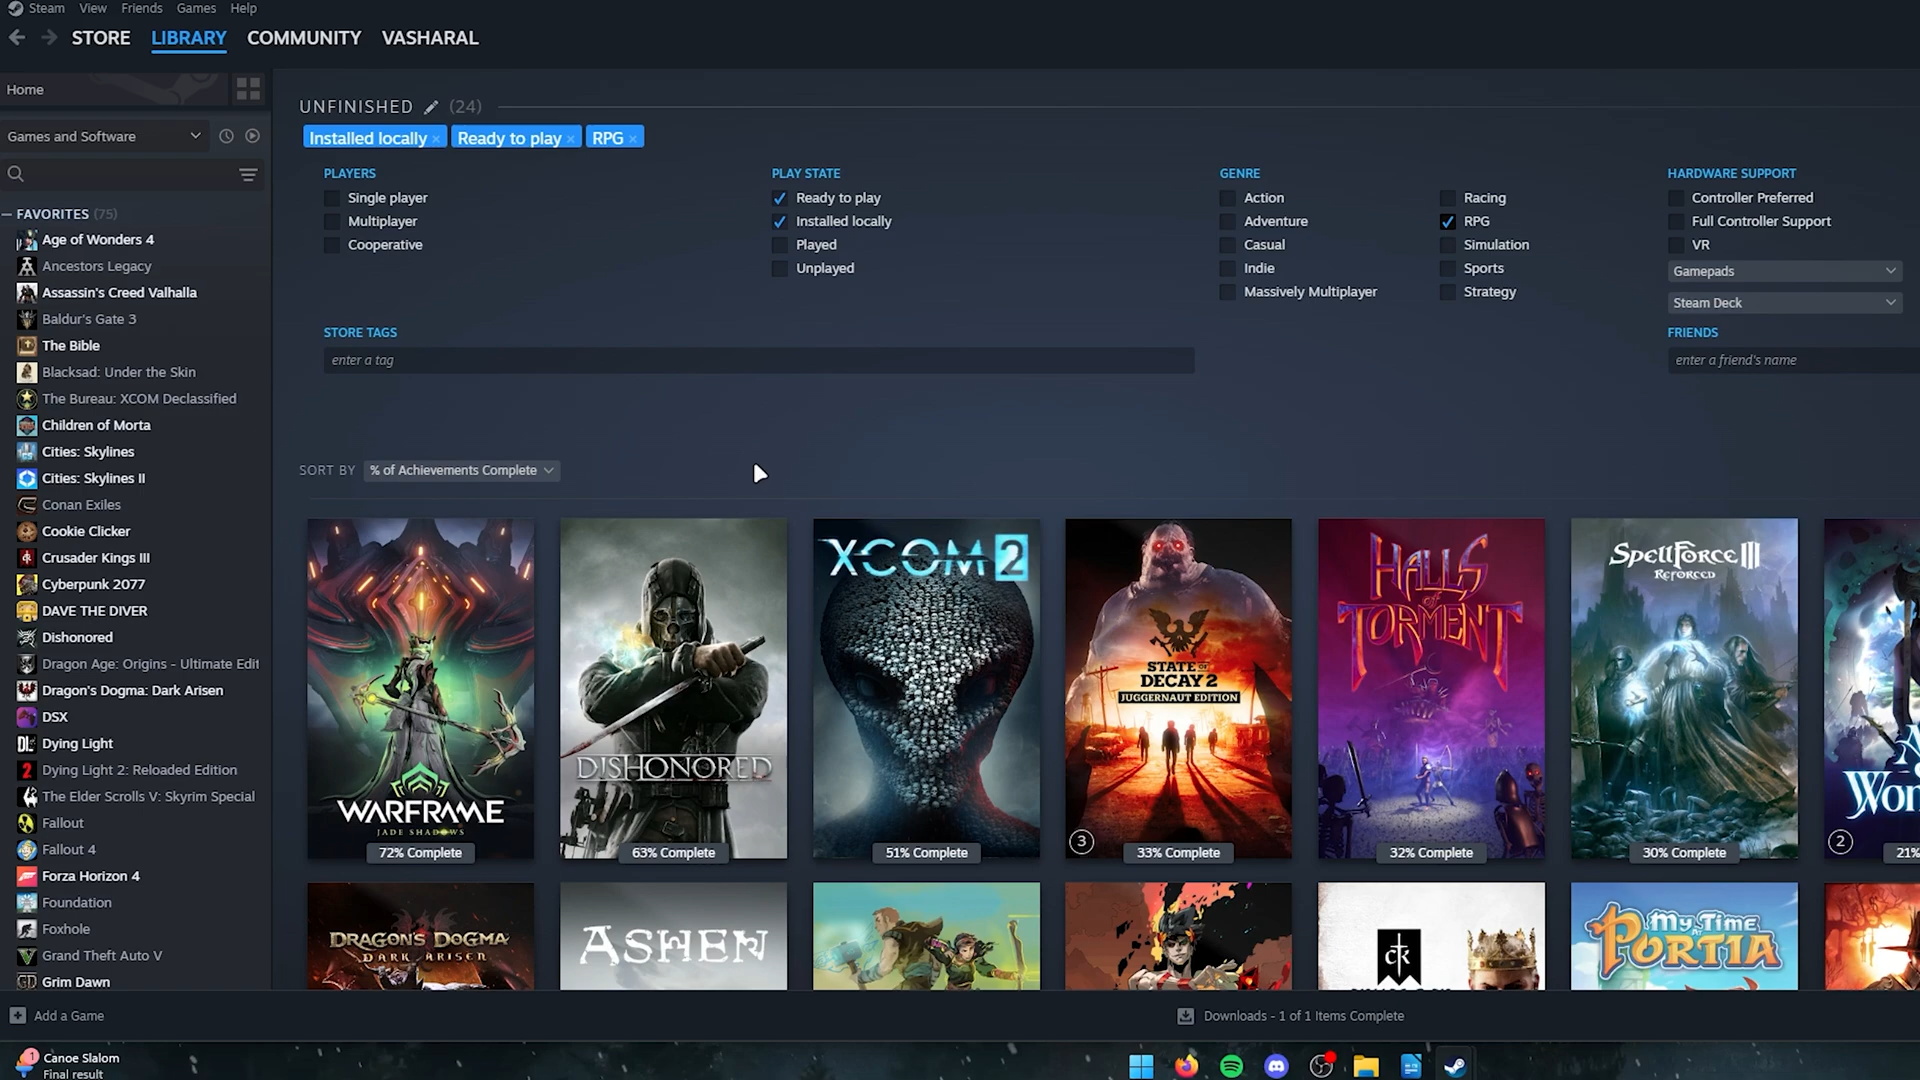 Steam View Friends Games Help
STORE LIBRARY COMMUNITY VASHARAL
Home
Games and Software
FAVORITES (75)
Age of Wonders 4
Ancestors Legacy
Assassin's Creed Valhalla
Baldur's Gate 3
The Bible
Blacksad: Under the Skin
The Bureau: XCOM Declassified
Children of Morta
Cities: Skylines
Cities: Skylines II
Conan Exiles
Cookie Clicker
Crusader Kings III
Cyberpunk 2077
DAVE THE DIVER
Dishonored
Dragon Age: Origins - Ultimate Edit
Dragon's Dogma: Dark Arisen
DSX
Dying Light
Dying Light 2: Reloaded Edition
The Elder Scrolls V: Skyrim Special
Fallout
Fallout 4
Forza Horizon 4
Foundation
Foxhole
Grand Theft Auto V
Grim Dawn
UNFINISHED (24)
Installed locally × Ready to play × RPG ×
PLAYERS
Single player
Multiplayer
Cooperative
PLAY STATE
Ready to play
Installed locally
Played
Unplayed
GENRE
Action
Adventure
Casual
Indie
Massively Multiplayer
Racing
RPG
Simulation
Sports
Strategy
HARDWARE SUPPORT
Controller Preferred
Full Controller Support
VR
Gamepads
Steam Deck
STORE TAGS
enter a tag
FRIENDS
enter a friend's name
SORT BY % of Achievements Complete
WARFRAME
JADE SHADOWS
72% Complete
DISHONORED
63% Complete
XCOM 2
51% Complete
STATE OF
DECAY 2
JUGGERNAUT EDITION
3
33% Complete
HALLS
of
TORMENT
32% Complete
SPELLFORCE III
REFORCED
30% Complete
2
21%
DRAGON'S DOGMA
DARK ARISEN
ASHEN
ck
My Time
AT
PORTIA
Add a Game
Downloads - 1 of 1 Items Complete
1
Canoe Slalom
Final result